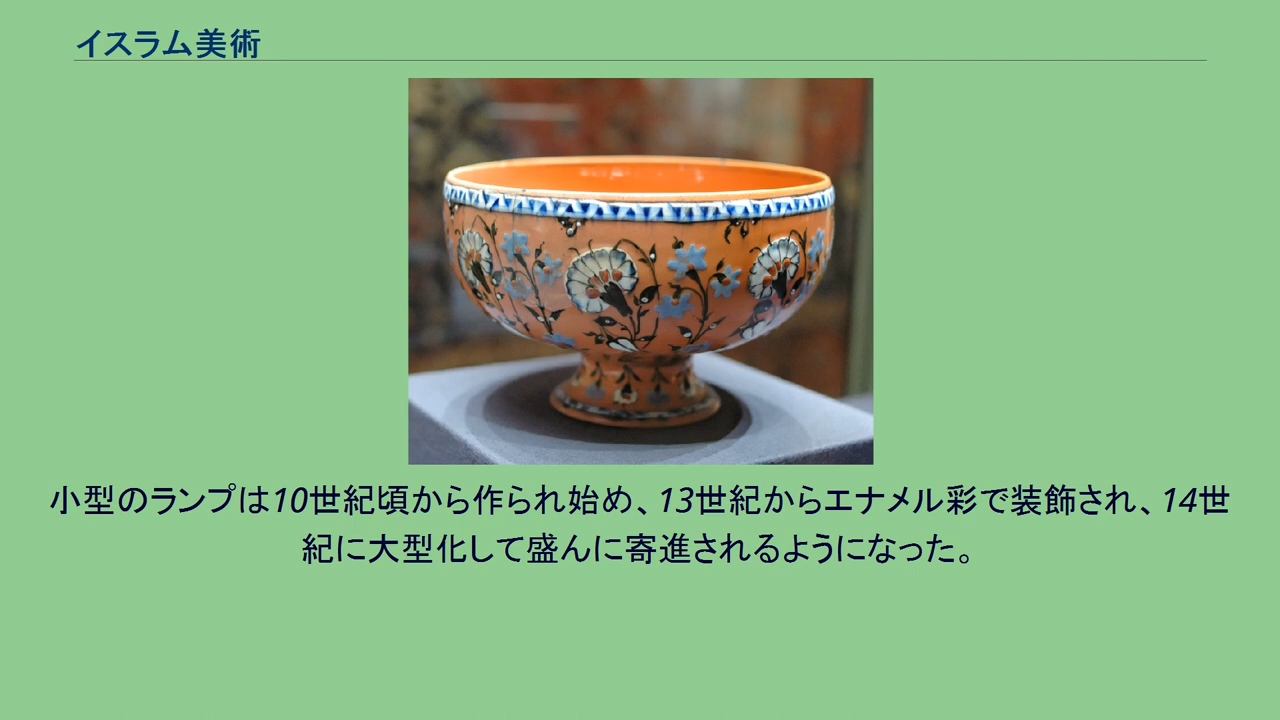 イスラム美術
小型のランプは10世紀頃から作られ始め、13世紀からエナメル彩で装飾され、14世
紀に大型化して盛んに寄進されるようになった。